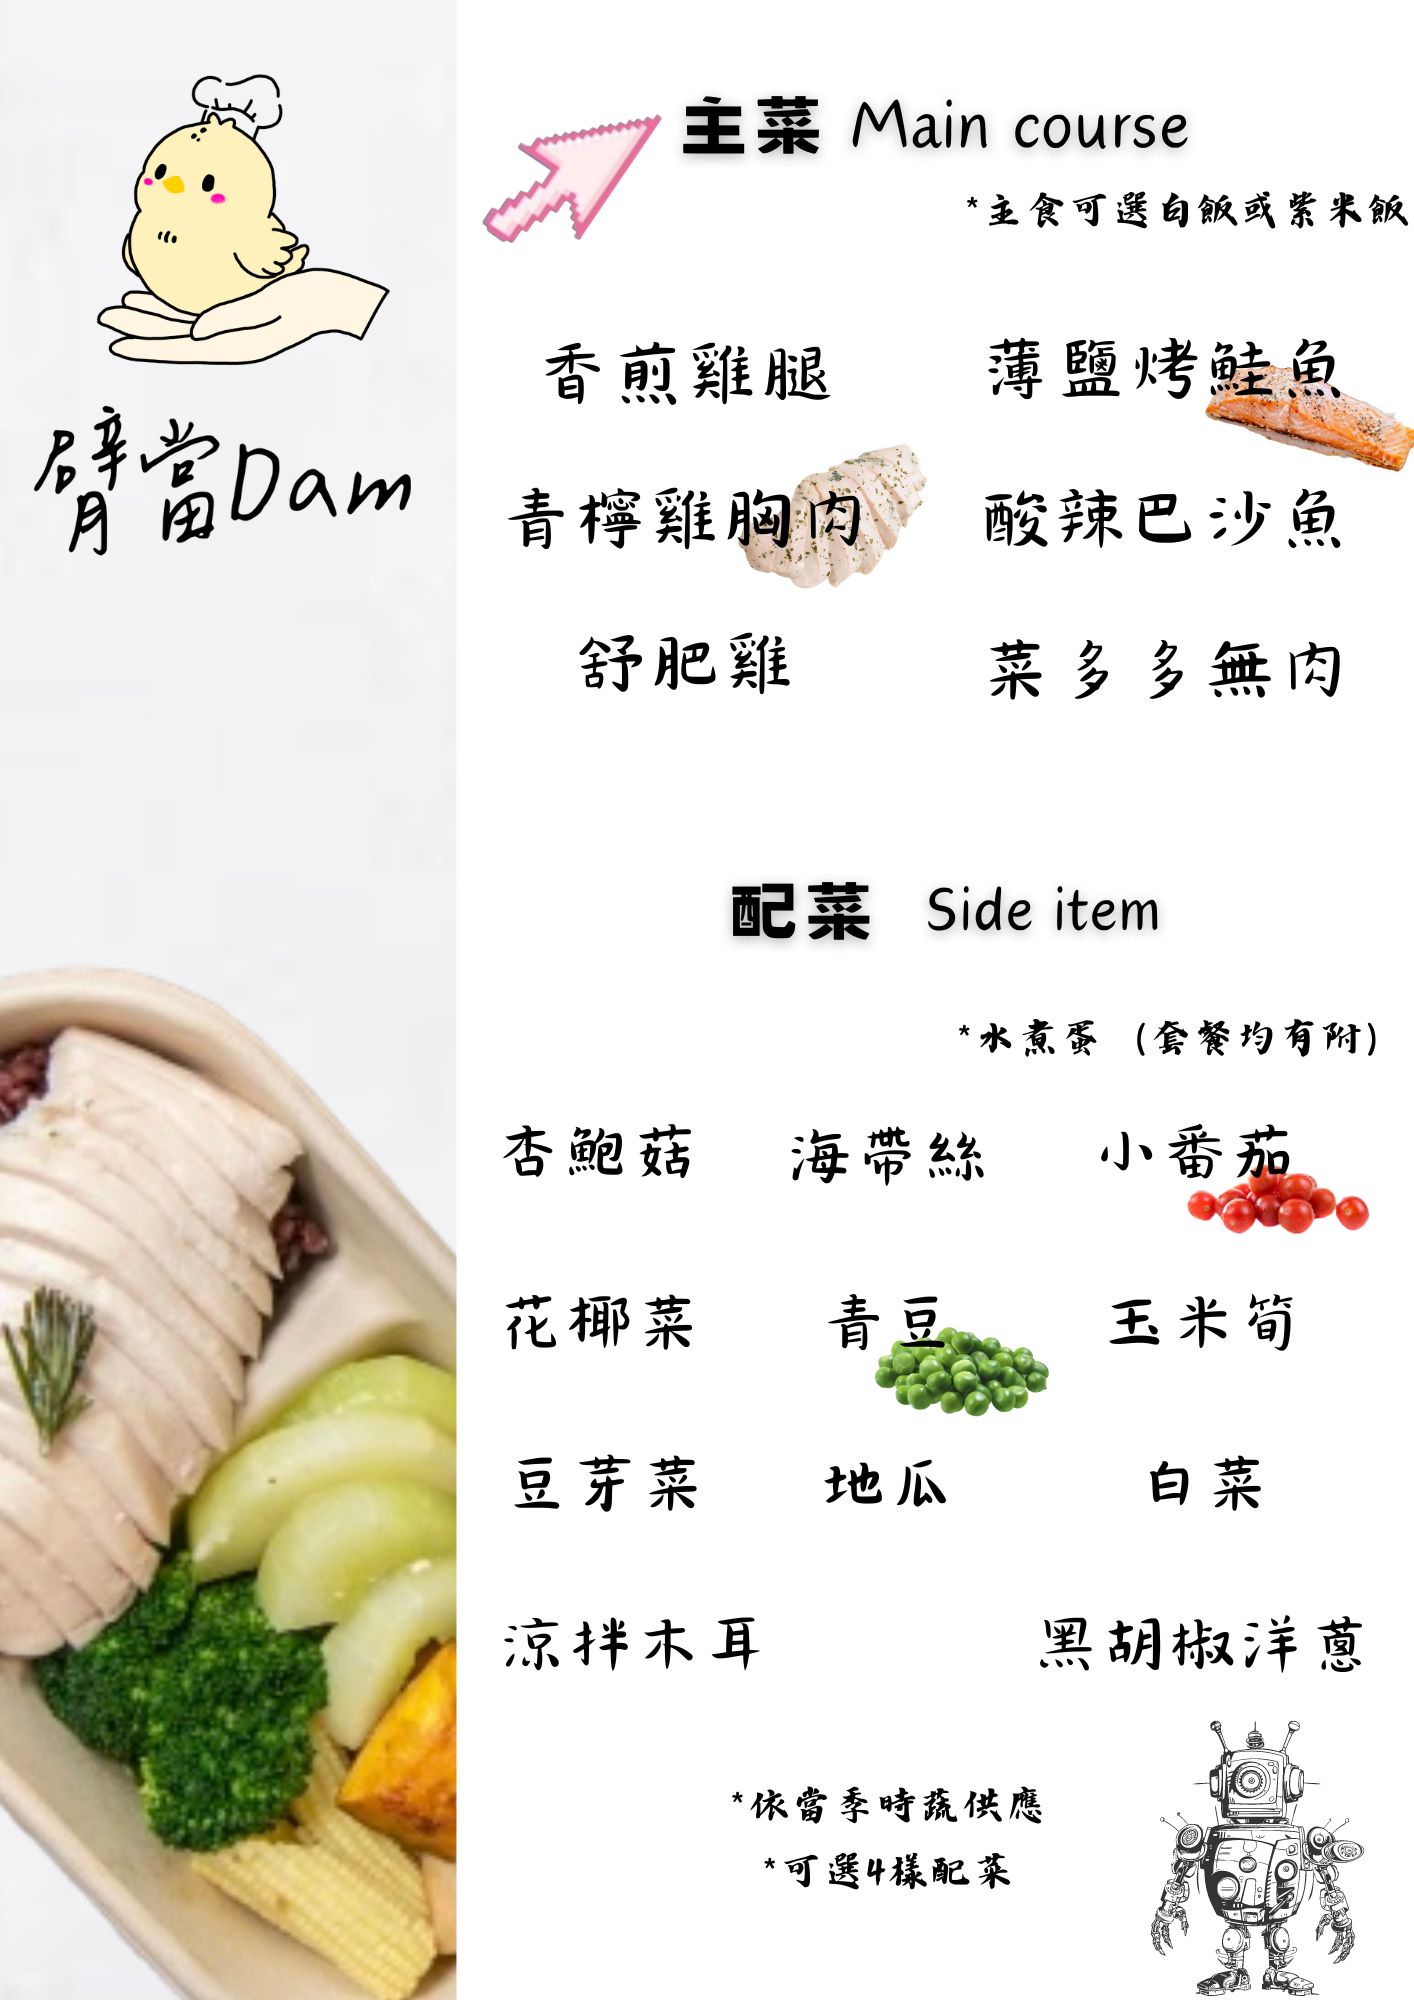 臂當Dam
主菜 Main course
*主食可選白飯或紫米飯
香煎雞腿 薄鹽烤鮭魚
青檸雞胸肉 酸辣巴沙魚
舒肥雞 菜多多無肉
配菜 Side item
*水煮蛋 (套餐均有附)
杏鮑菇 海帶絲 小番茄
花椰菜 青豆 玉米筍
豆芽菜 地瓜 白菜
涼拌木耳 黑胡椒洋蔥
*依當季時蔬供應
*可選4樣配菜